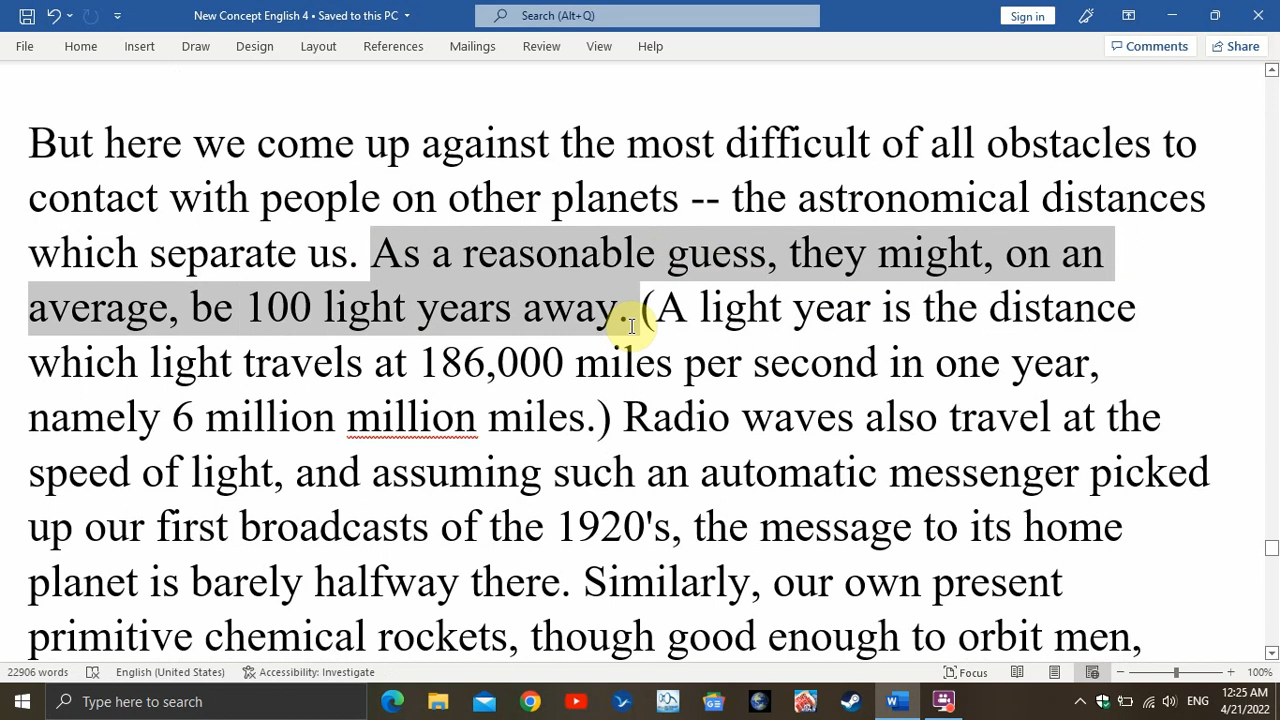 New Concept English 4 • Saved to this PC
Search (Alt+Q)
Sign in
File Home Insert Draw Design Layout References Mailings Review View Help Comments Share
But here we come up against the most difficult of all obstacles to
contact with people on other planets -- the astronomical distances
which separate us. As a reasonable guess, they might, on an
average, be 100 light years away. (A light year is the distance
which light travels at 186,000 miles per second in one year,
namely 6 million million miles.) Radio waves also travel at the
speed of light, and assuming such an automatic messenger picked
up our first broadcasts of the 1920's, the message to its home
planet is barely halfway there. Similarly, our own present
primitive chemical rockets, though good enough to orbit men,
22906 words English (United States) Accessibility: Investigate Focus 100%
Type here to search
ENG
12:25 AM
4/21/2022